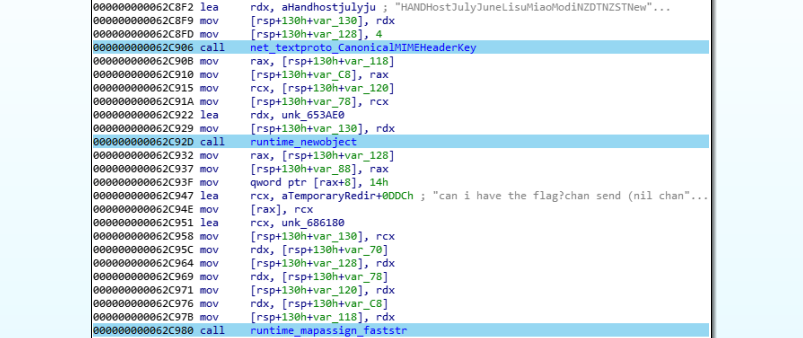 000000000062C8F2 lea rdx, aHandhostjulyju ; "HANDHostJulyJuneLisuMiaoModiNZDTNZSTNew"...
000000000062C8F9 mov [rsp+130h+var_130], rdx
000000000062C8FD mov [rsp+130h+var_128], 4
000000000062C906 call net_textproto_CanonicalMIMEHeaderKey
000000000062C90B mov rax, [rsp+130h+var_118]
000000000062C910 mov [rsp+130h+var_C8], rax
000000000062C915 mov rcx, [rsp+130h+var_120]
000000000062C91A mov [rsp+130h+var_78], rcx
000000000062C922 lea rdx, unk_653AE0
000000000062C929 mov [rsp+130h+var_130], rdx
000000000062C92D call runtime_newobject
000000000062C932 mov rax, [rsp+130h+var_128]
000000000062C937 mov [rsp+130h+var_88], rax
000000000062C93F mov qword ptr [rax+8], 14h
000000000062C947 lea rcx, aTemporaryRedir+0DDCh ; "can i have the flag?chan send (nil chan"...
000000000062C94E mov [rax], rcx
000000000062C951 lea rcx, unk_686180
000000000062C958 mov [rsp+130h+var_130], rcx
000000000062C95C mov rdx, [rsp+130h+var_70]
000000000062C964 mov [rsp+130h+var_128], rdx
000000000062C969 mov rdx, [rsp+130h+var_78]
000000000062C971 mov [rsp+130h+var_120], rdx
000000000062C976 mov rdx, [rsp+130h+var_C8]
000000000062C97B mov [rsp+130h+var_118], rdx
000000000062C980 call runtime_mapassign_faststr